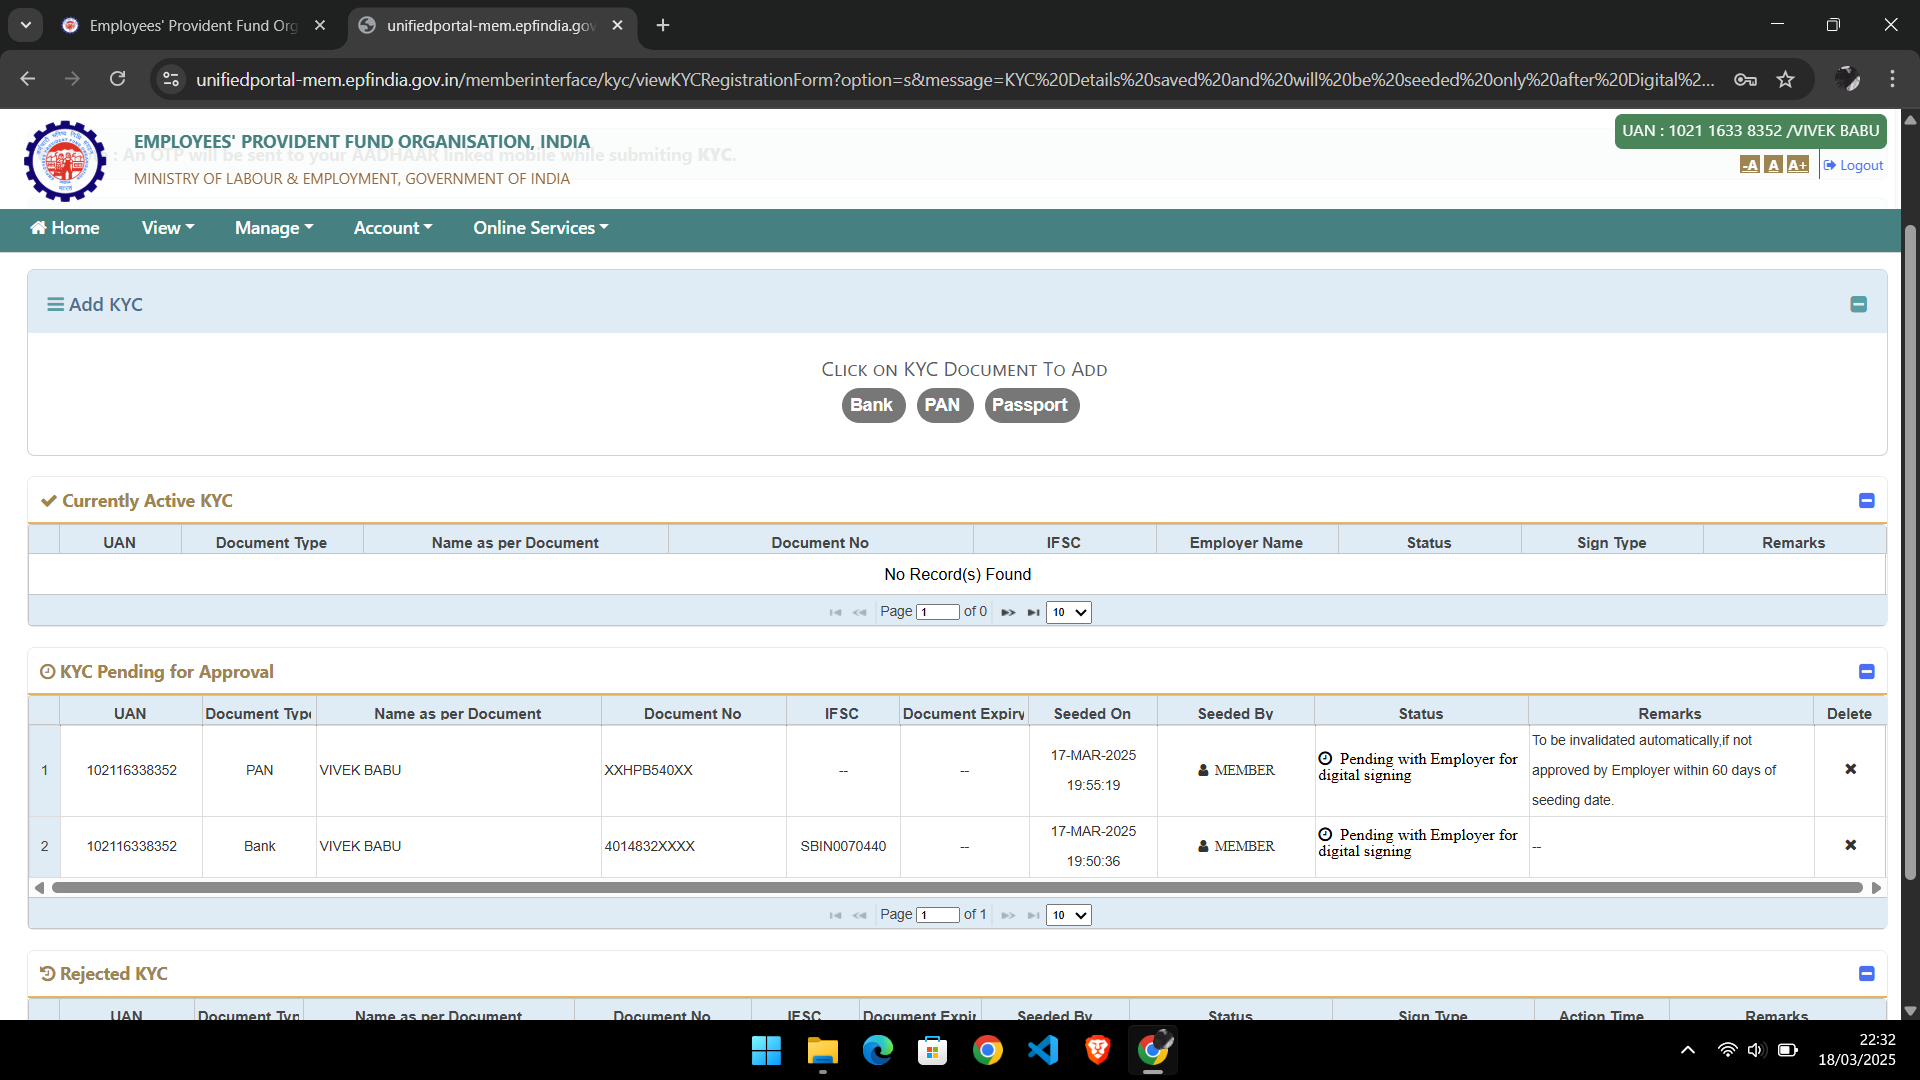 Employees' Provident Fund Org
unifiedportal-mem.epfindia.gov
unifiedportal-mem.epfindia.gov.in/memberinterface/kyc/viewKYCRegistrationForm?option=s&message=KYC%20Details%20saved%20and%20will%20be%20seeded%20only%20after%20Digital%2...
EMPLOYEES' PROVIDENT FUND ORGANISATION, INDIA
: An OTP will be sent to your AADHAAR linked mobile while submiting KYC.
MINISTRY OF LABOUR & EMPLOYMENT, GOVERNMENT OF INDIA
UAN : 1021 1633 8352 /VIVEK BABU
-A A A+ Logout
Home View Manage Account Online Services
Add KYC
CLICK ON KYC DOCUMENT TO ADD
Bank PAN Passport
Currently Active KYC
UAN Document Type Name as per Document Document No IFSC Employer Name Status Sign Type Remarks
No Record(s) Found
Page 1 of 0 10
KYC Pending for Approval
UAN Document Type Name as per Document Document No IFSC Document Expiry Seeded On Seeded By Status Remarks Delete
1 102116338352 PAN VIVEK BABU XXHPB540XX -- -- 17-MAR-2025 19:55:19 MEMBER Pending with Employer for digital signing To be invalidated automatically,if not approved by Employer within 60 days of seeding date.
2 102116338352 Bank VIVEK BABU 4014832XXXX SBIN0070440 -- 17-MAR-2025 19:50:36 MEMBER Pending with Employer for digital signing --
Page 1 of 1 10
Rejected KYC
UAN Document Typ Name as per Document Document No IFSC Document Expir Seeded By Status Sign Type Action Time Remarks
22:32
18/03/2025